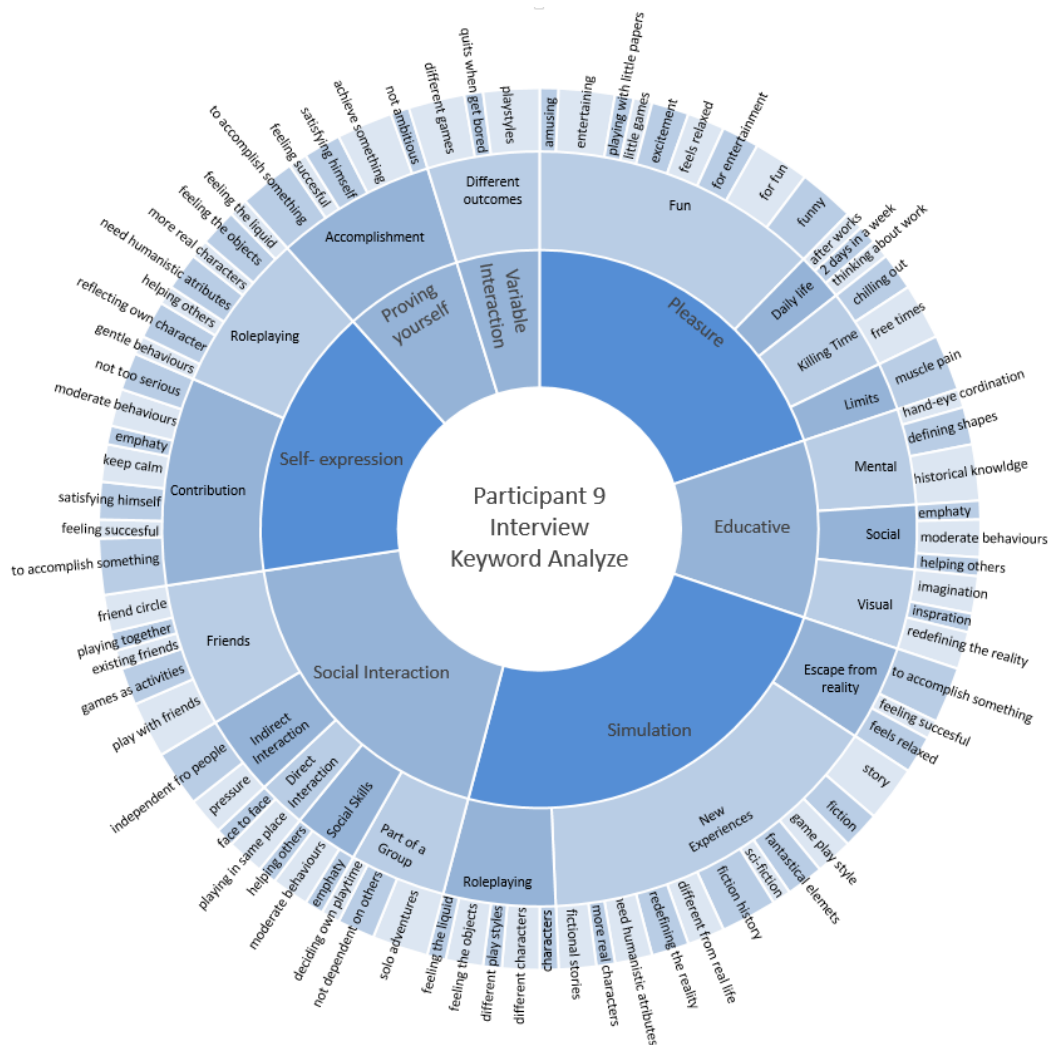 Participant 9
Interview
Keyword Analyze
Pleasure
Educative
Simulation
Social Interaction
Self- expression
Proving
yourself
Variable
Interaction
Fun
Daily life
Killing Time
Limits
Mental
Social
Visual
Escape from
reality
New
Experiences
Roleplaying
Part of a
Group
Social Skills
Direct
Interaction
Indirect
Interaction
Friends
Contribution
Roleplaying
Accomplishment
Different
outcomes
amusing
entertaining
playing with little papers
little games
excitement
feels relaxed
for entertainment
for fun
funny
after works
2 days in a week
thinking about work
chilling out
free times
muscle pain
hand-eye cordination
defining shapes
historical knowldge
emphaty
moderate behaviours
helping others
imagination
inspration
redefining the reality
to accomplish something
feeling succesful
feels relaxed
story
fiction
game play style
fantastical elemets
sci-fiction
fiction history
different from real life
redefining the reality
leed humanistic atributes
more real characters
fictional stories
characters
different characters
different play styles
feeling the objects
feeling the liquid
solo adventures
not dependent on others
deciding own playtime
emphaty
moderate behaviours
helping others
playing in same place
face to face
pressure
independent fro people
play with friends
games as activities
existing friends
playing together
friend circle
to accomplish something
feeling succesful
satisfying himself
keep calm
emphaty
moderate behaviours
not too serious
gentle behaviours
reflecting own character
helping others
need humanistic atributes
more real characters
feeling the objects
feeling the liquid
to accomplish something
feeling succesful
satisfying himself
achieve something
not ambitious
different games
quits when get bored
playstyles